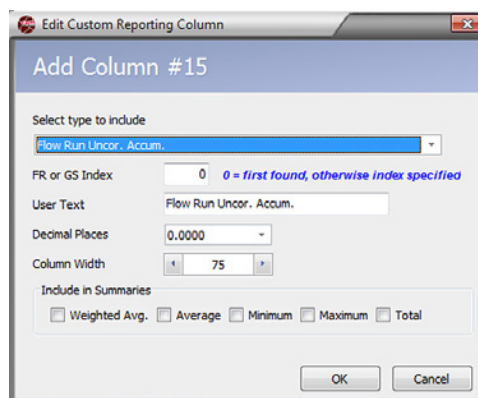 Edit Custom Reporting Column
Add Column #15
Select type to include
Flow Run Uncor. Accum.
FR or GS Index 0 0 = first found, otherwise index specified
User Text Flow Run Uncor. Accum.
Decimal Places 0.0000
Column Width 75
Include in Summaries
Weighted Avg. Average Minimum Maximum Total
OK Cancel